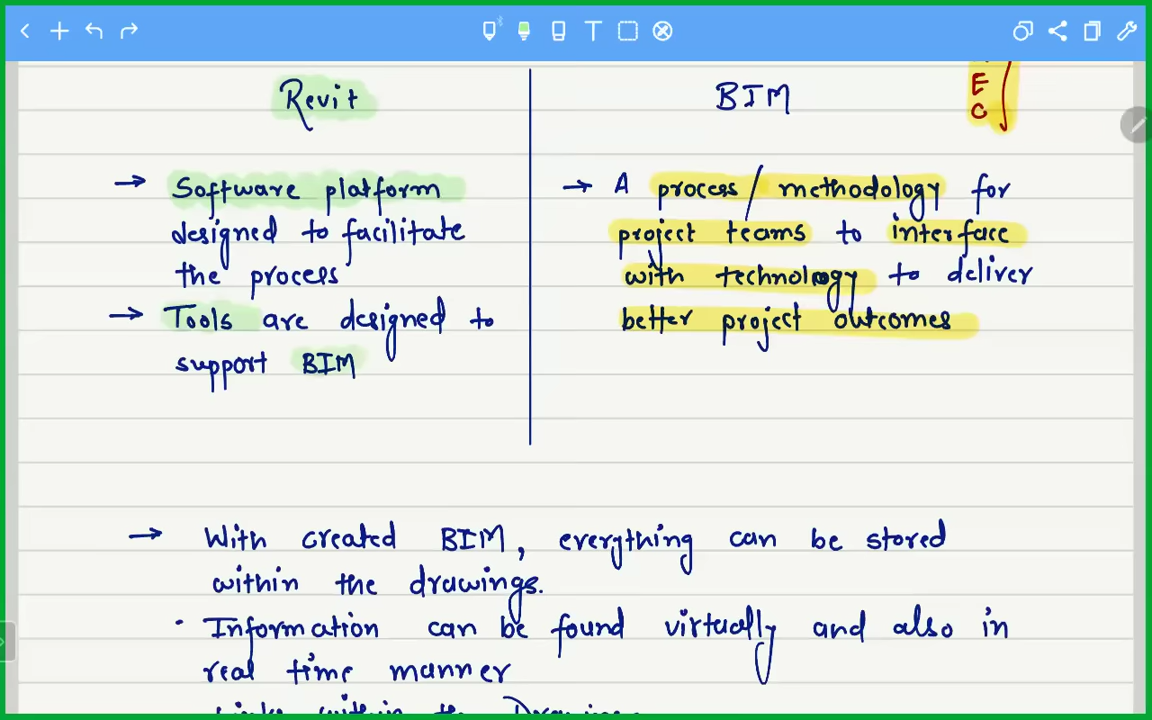 Revit
BIM
E
C
→ Software platform
designed to facilitate
the process
→ Tools are designed to
support BIM
→ A process / methodology for
project teams to interface
with technology to deliver
better project outcomes
→ With created BIM, everything can be stored
within the drawings.
· Information can be found virtually and also in
real time manner
within the